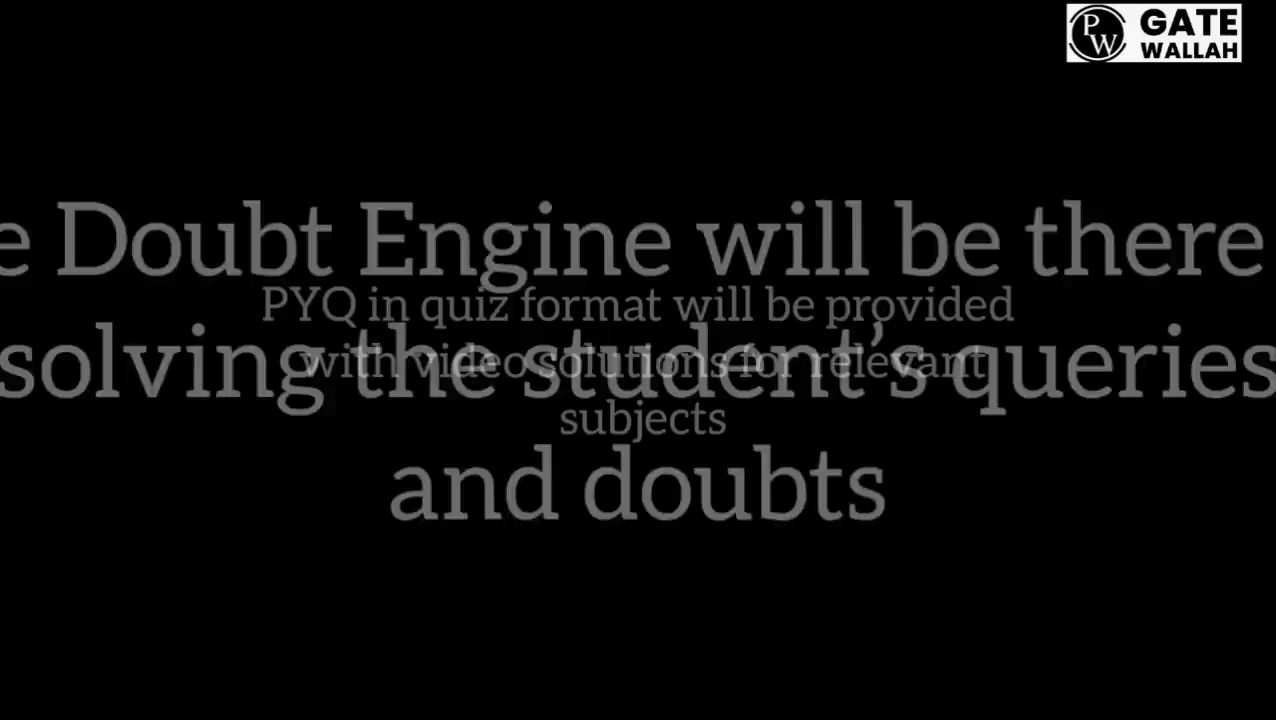 GATE
WALLAH
PW
e Doubt Engine will be there
solving the student's queries
and doubts
PYQ in quiz format will be provided
with video solutions for relevant
subjects